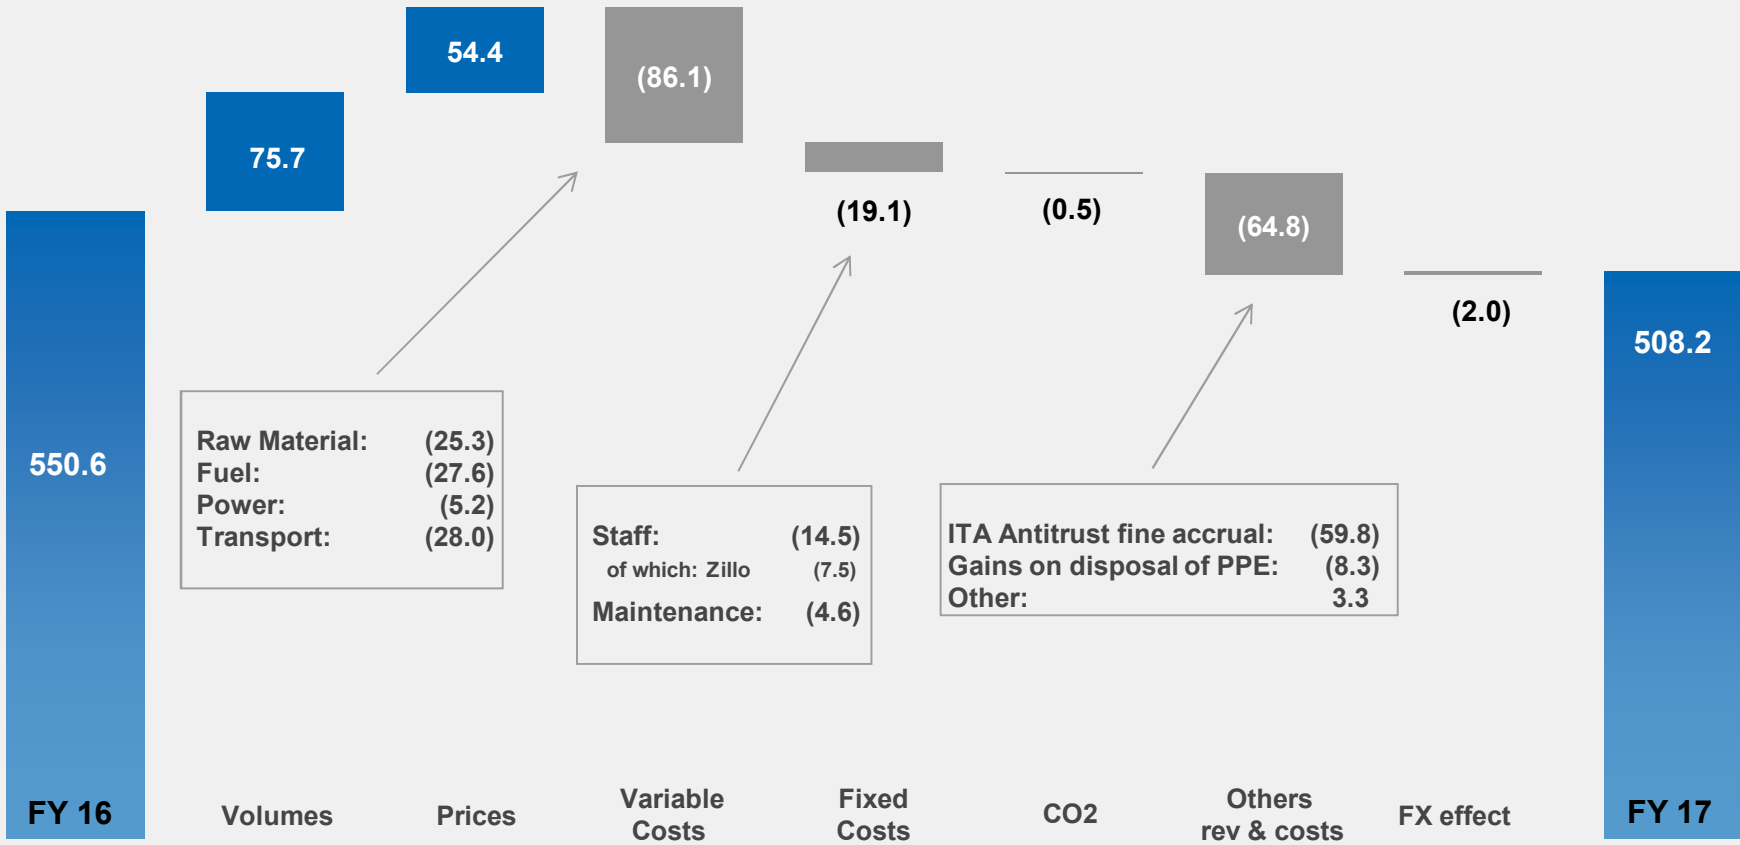 54.4
(86.1)
75.7
(19.1)
(0.5)
(64.8)
(2.0)
508.2
550.6
Raw Material: (25.3)
Fuel: (27.6)
Power: (5.2)
Transport: (28.0)
Staff: (14.5)
of which: Zillo (7.5)
Maintenance: (4.6)
ITA Antitrust fine accrual: (59.8)
Gains on disposal of PPE: (8.3)
Other: 3.3
FY 16
Volumes
Prices
Variable
Costs
Fixed
Costs
CO2
Others
rev & costs
FX effect
FY 17